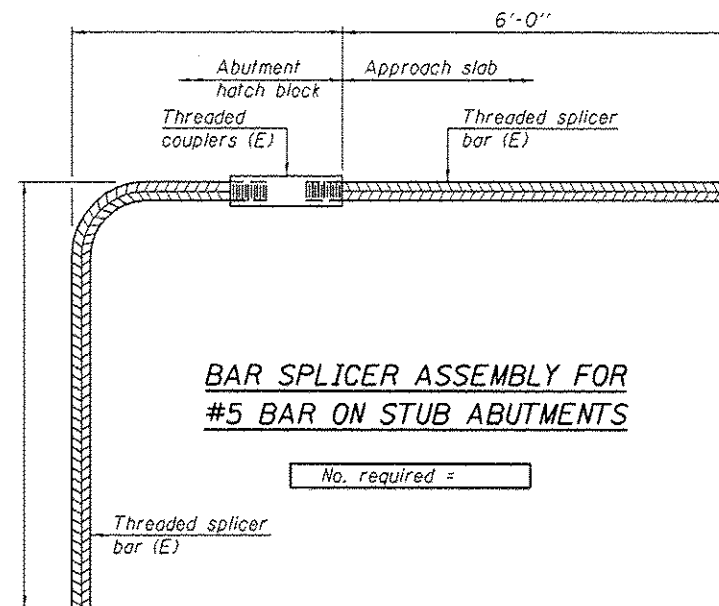 6'-0"
Abutment
hatch block
Approach slab
Threaded
couplers (E)
Threaded splicer
bar (E)
BAR SPLICER ASSEMBLY FOR
#5 BAR ON STUB ABUTMENTS
No. required =
Threaded splicer
bar (E)